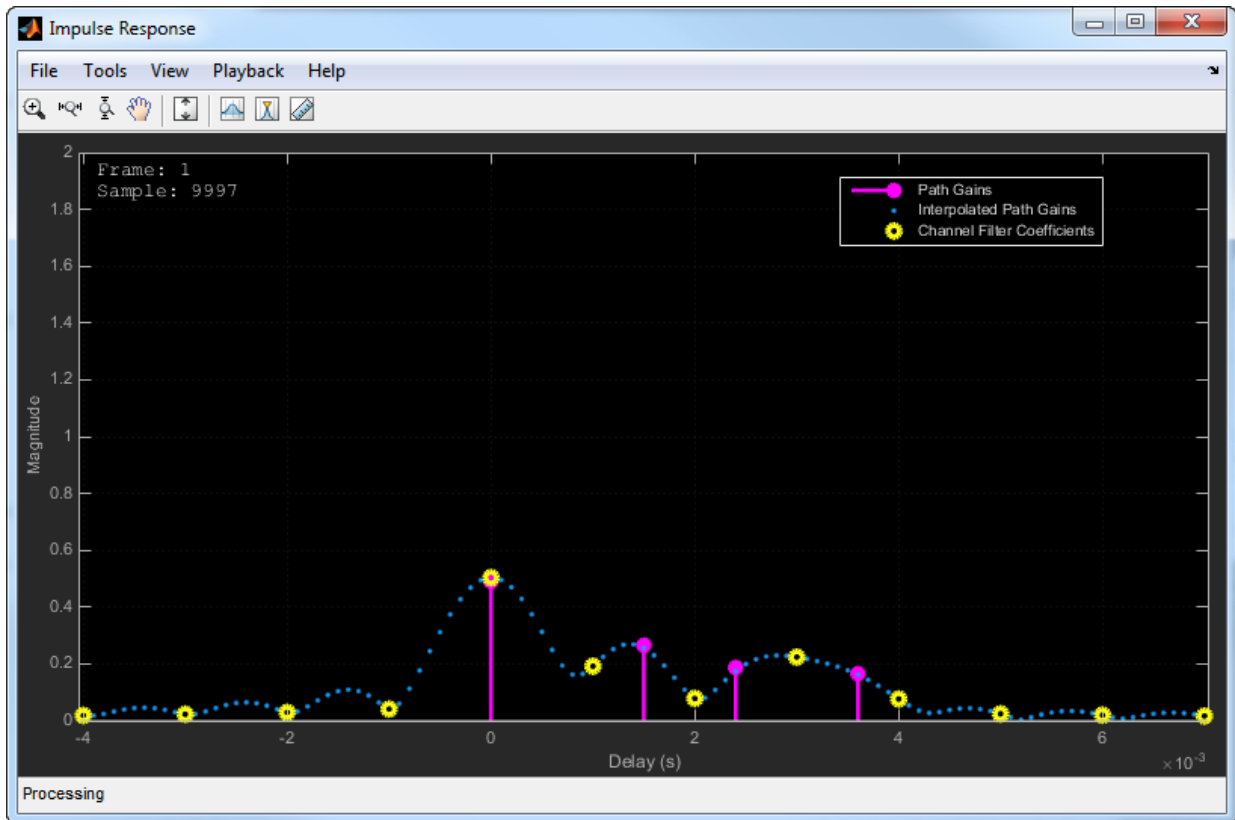 Impulse Response
File Tools View Playback Help
Frame: 1
Sample: 9997
Path Gains
Interpolated Path Gains
Channel Filter Coefficients
2
1.8
1.6
1.4
1.2
1
0.8
0.6
0.4
0.2
0
Magnitude
-4 -2 0 2 4 6
Delay (s)
×10⁻³
Processing